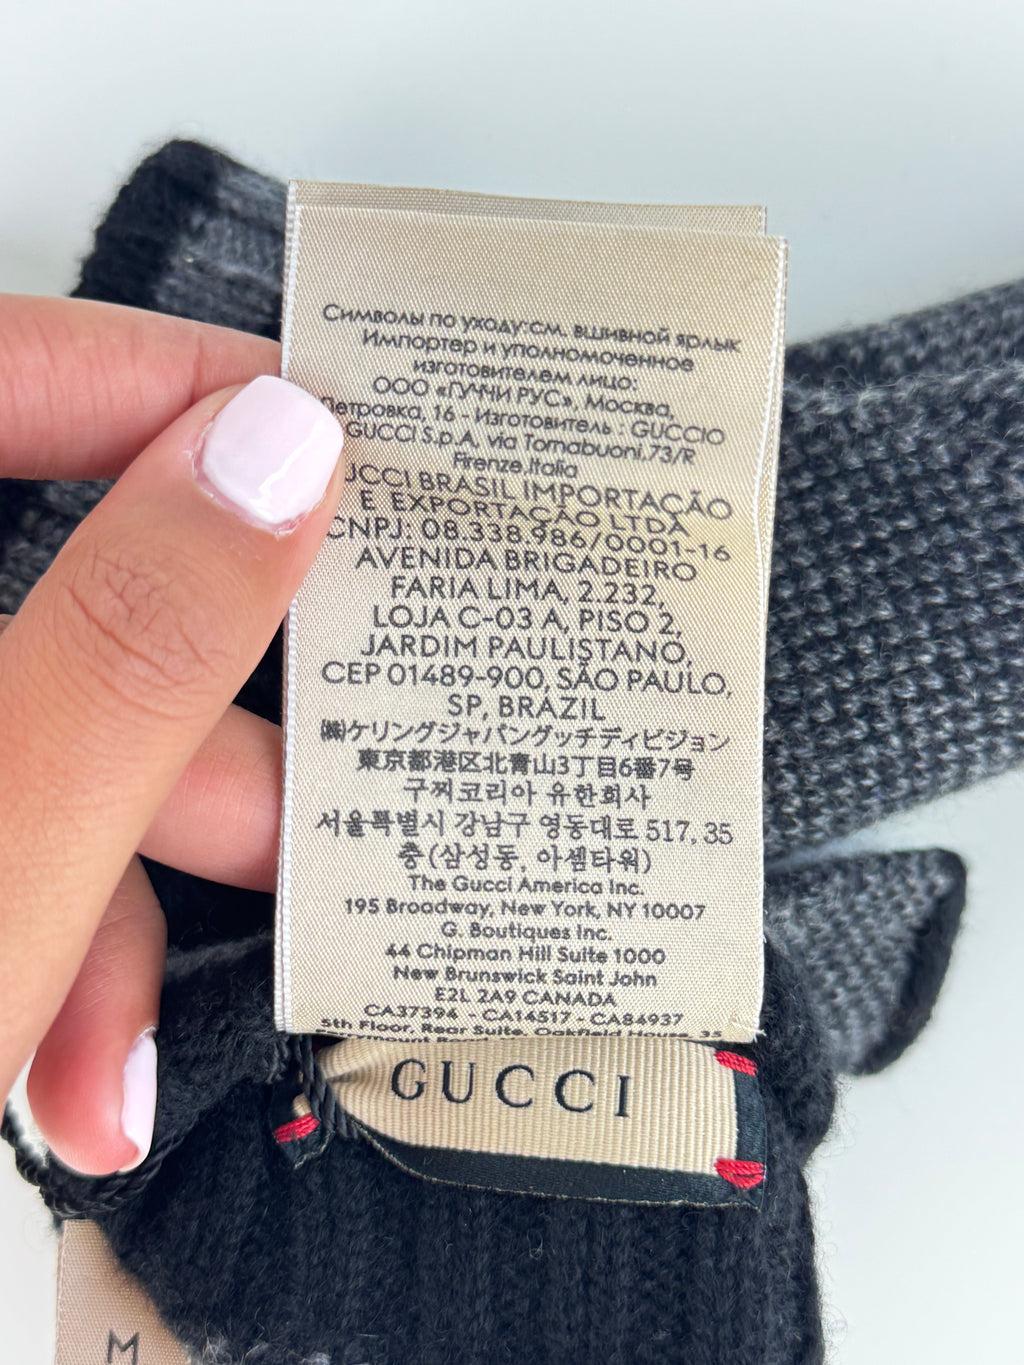 Символы по уходу:см. вшивной ярлык
Импортер и уполномоченное
изготовителем лицо:
ООО «ГУЧЧИ РУС», Москва,
Петровка, 16 - Изготовитель : GUCCIO
GUCCI S.p.A. via Tornabuoni,73/R
Firenze,Italia
UCCI BRASIL IMPORTAÇÃO
E EXPORTAÇÃO LTDA
CNPJ: 08.338.986/0001-16
AVENIDA BRIGADEIRO
FARIA LIMA, 2.232,
LOJA C-03 A, PISO 2,
JARDIM PAULISTANO,
CEP 01489-900, SÃO PAULO,
SP, BRAZIL
㈱ケリングジャパングッチディビジョン
東京都港区北青山3丁目6番7号
구찌코리아 유한회사
서울특별시 강남구 영동대로 517, 35
층(삼성동, 아셈타워)
The Gucci America Inc.
195 Broadway, New York, NY 10007
G. Boutiques Inc.
44 Chipman Hill Suite 1000
New Brunswick Saint John
E2L 2A9 CANADA
CA37394 - CA14517 - CA84937
5th Floor, Rear Suite, Oakfield House, 35
GUCCI
M